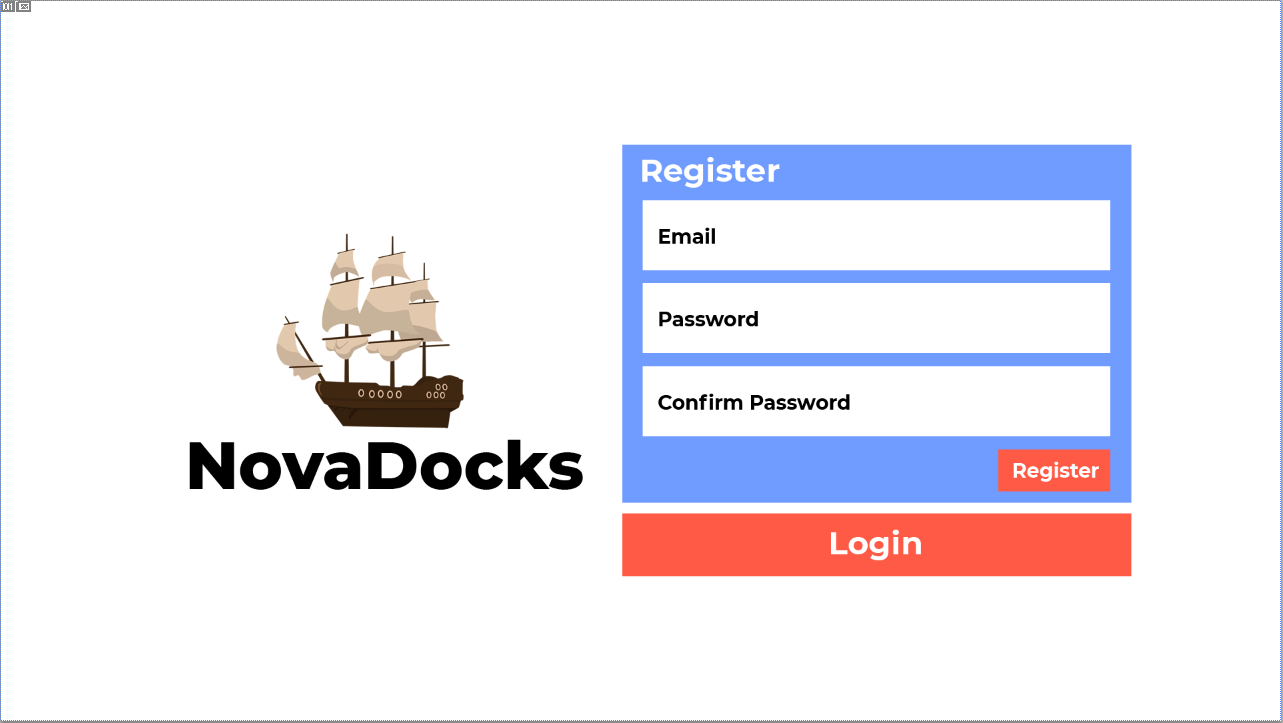 Register
Email
Password
Confirm Password
Register
NovaDocks
Login